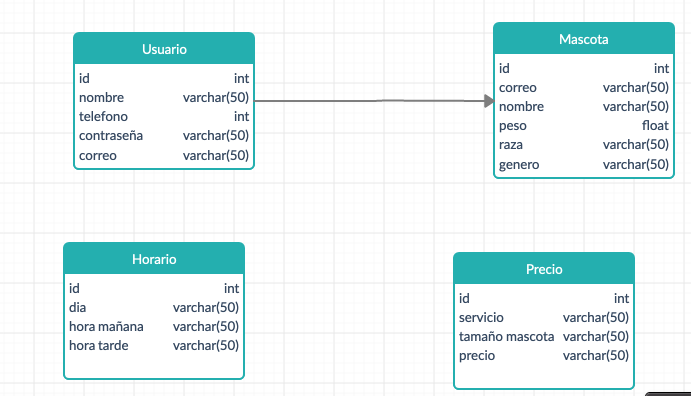 Usuario
id int
nombre varchar(50)
telefono int
contraseña varchar(50)
correo varchar(50)
Mascota
id int
correo varchar(50)
nombre varchar(50)
peso float
raza varchar(50)
genero varchar(50)
Horario
id int
dia varchar(50)
hora mañana varchar(50)
hora tarde varchar(50)
Precio
id int
servicio varchar(50)
tamaño mascota varchar(50)
precio varchar(50)